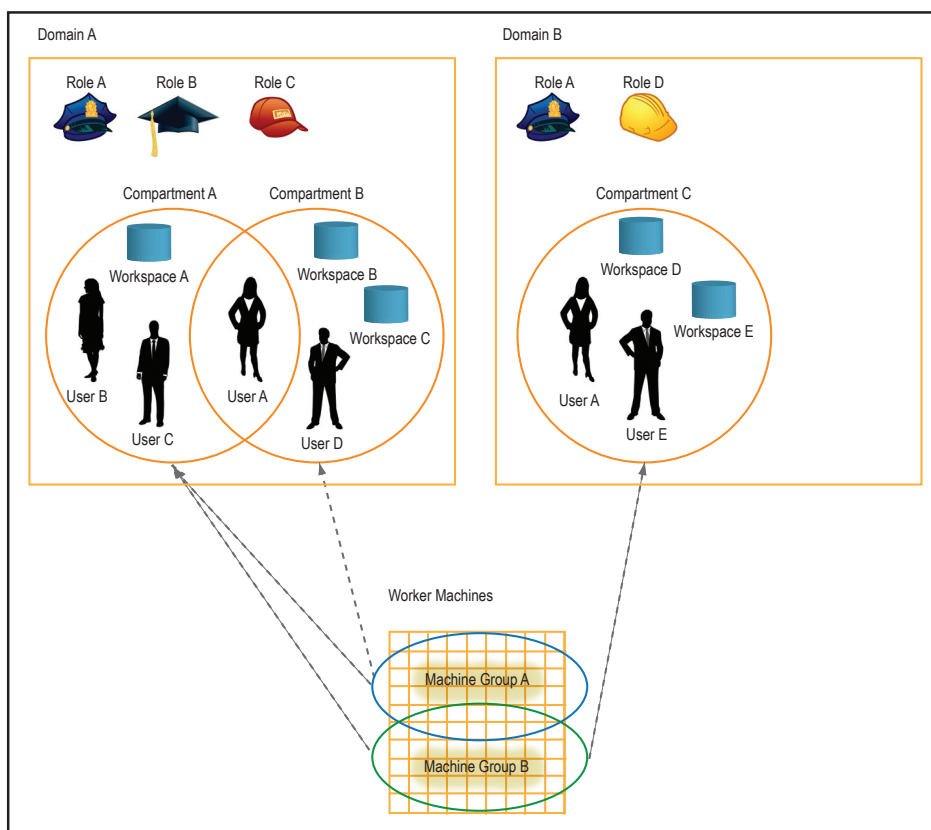 Domain A
Domain B
Role A
Role B
Role C
Role A
Role D
Compartment A
Compartment B
Compartment C
Workspace A
Workspace B
Workspace C
Workspace D
Workspace E
User B
User C
User A
User D
User A
User E
Worker Machines
Machine Group A
Machine Group B